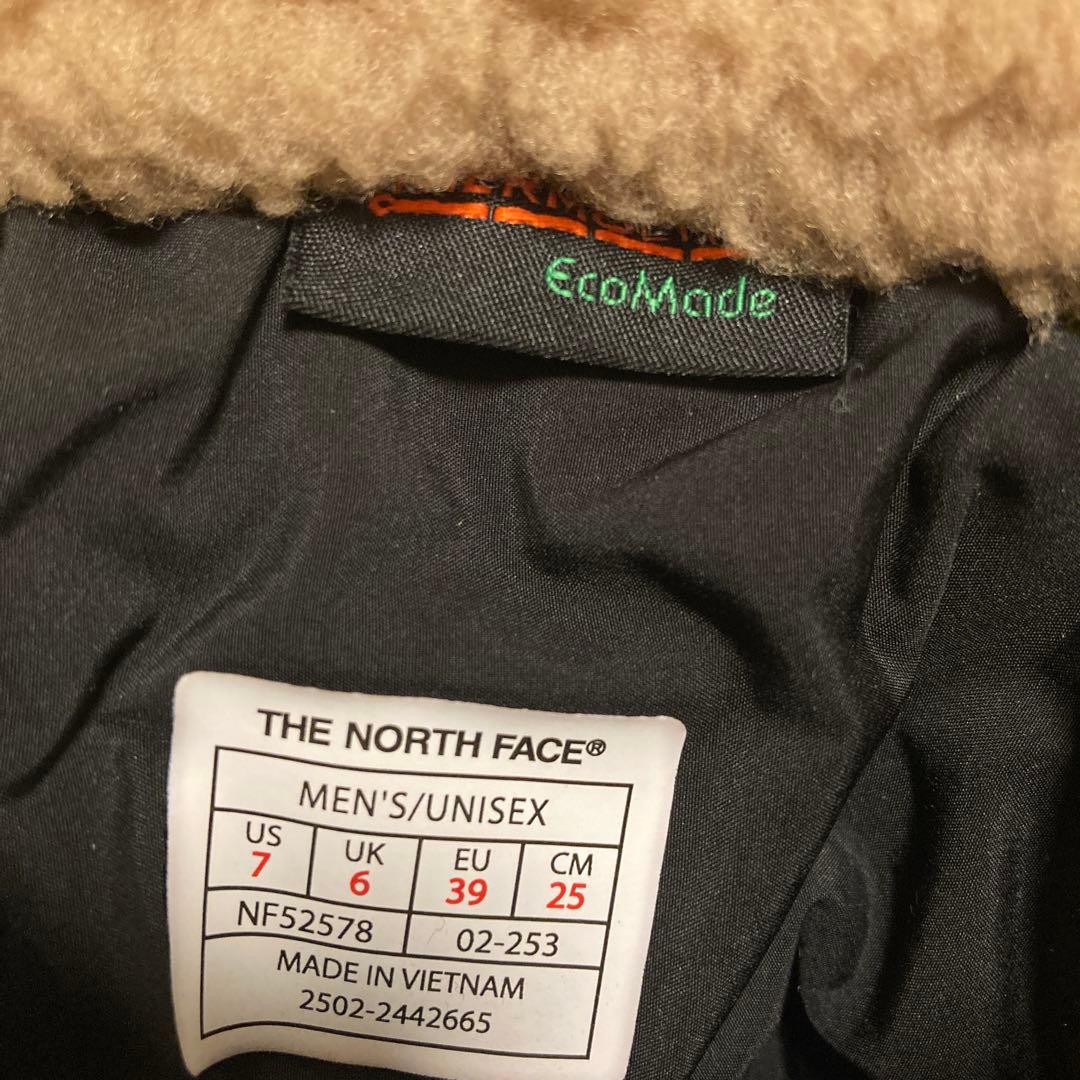 EcoMade
THE NORTH FACE®
MEN'S/UNISEX
US UK EU CM
7 6 39 25
NF52578 02-253
MADE IN VIETNAM
2502-2442665